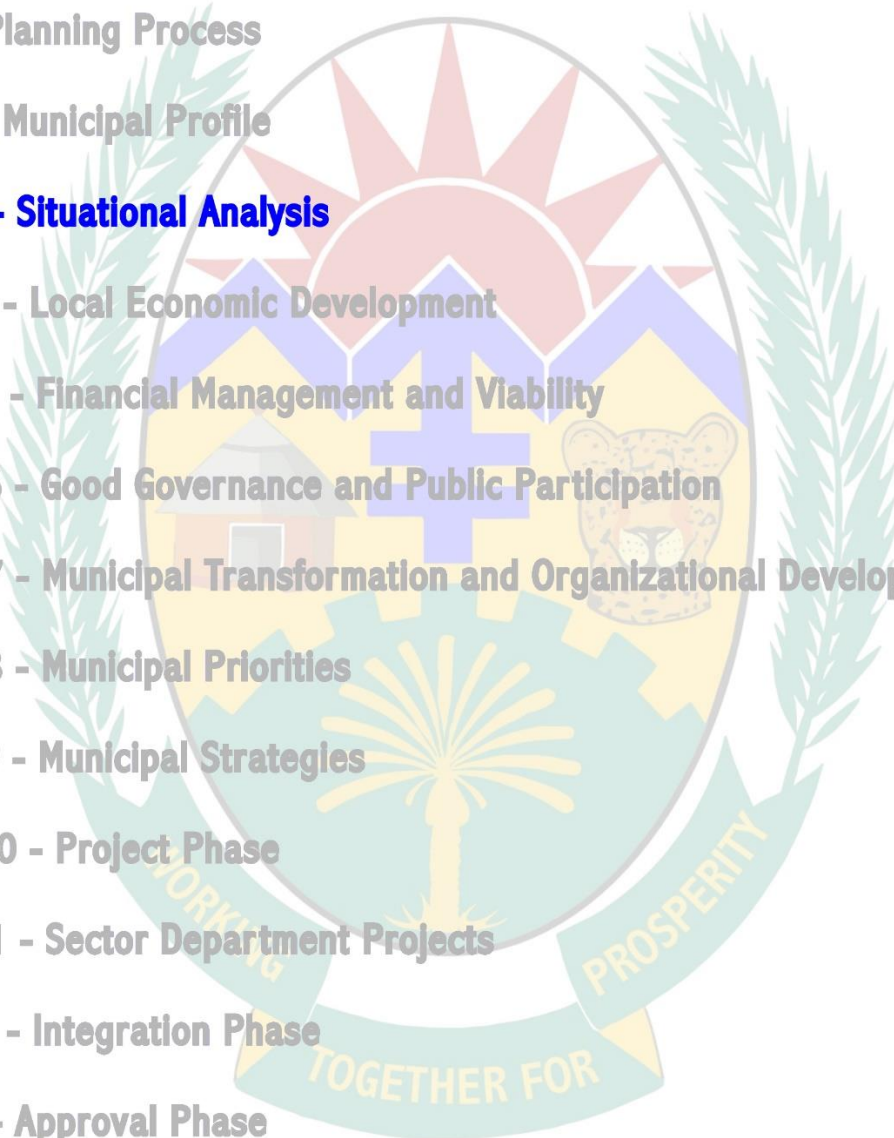 Planning Process
Municipal Profile
- Situational Analysis
- Local Economic Development
- Financial Management and Viability
- Good Governance and Public Participation
- Municipal Transformation and Organizational Develop
- Municipal Priorities
- Municipal Strategies
0 - Project Phase
1 - Sector Department Projects
- Integration Phase
- Approval Phase
WORKING
TOGETHER FOR
PROSPERITY